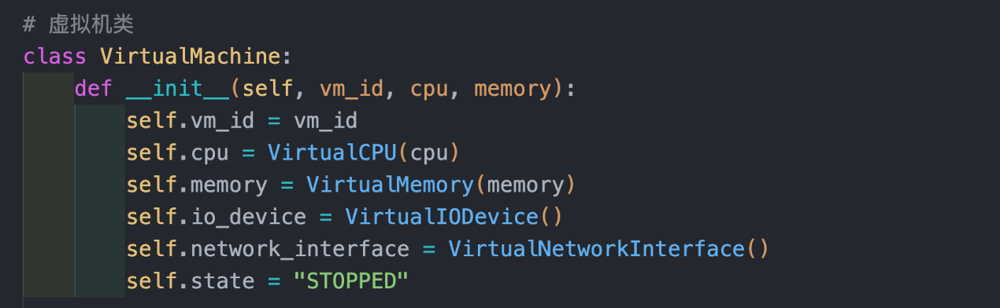 # 虚拟机类
class VirtualMachine:
    def __init__(self, vm_id, cpu, memory):
        self.vm_id = vm_id
        self.cpu = VirtualCPU(cpu)
        self.memory = VirtualMemory(memory)
        self.io_device = VirtualIODevice()
        self.network_interface = VirtualNetworkInterface()
        self.state = "STOPPED"